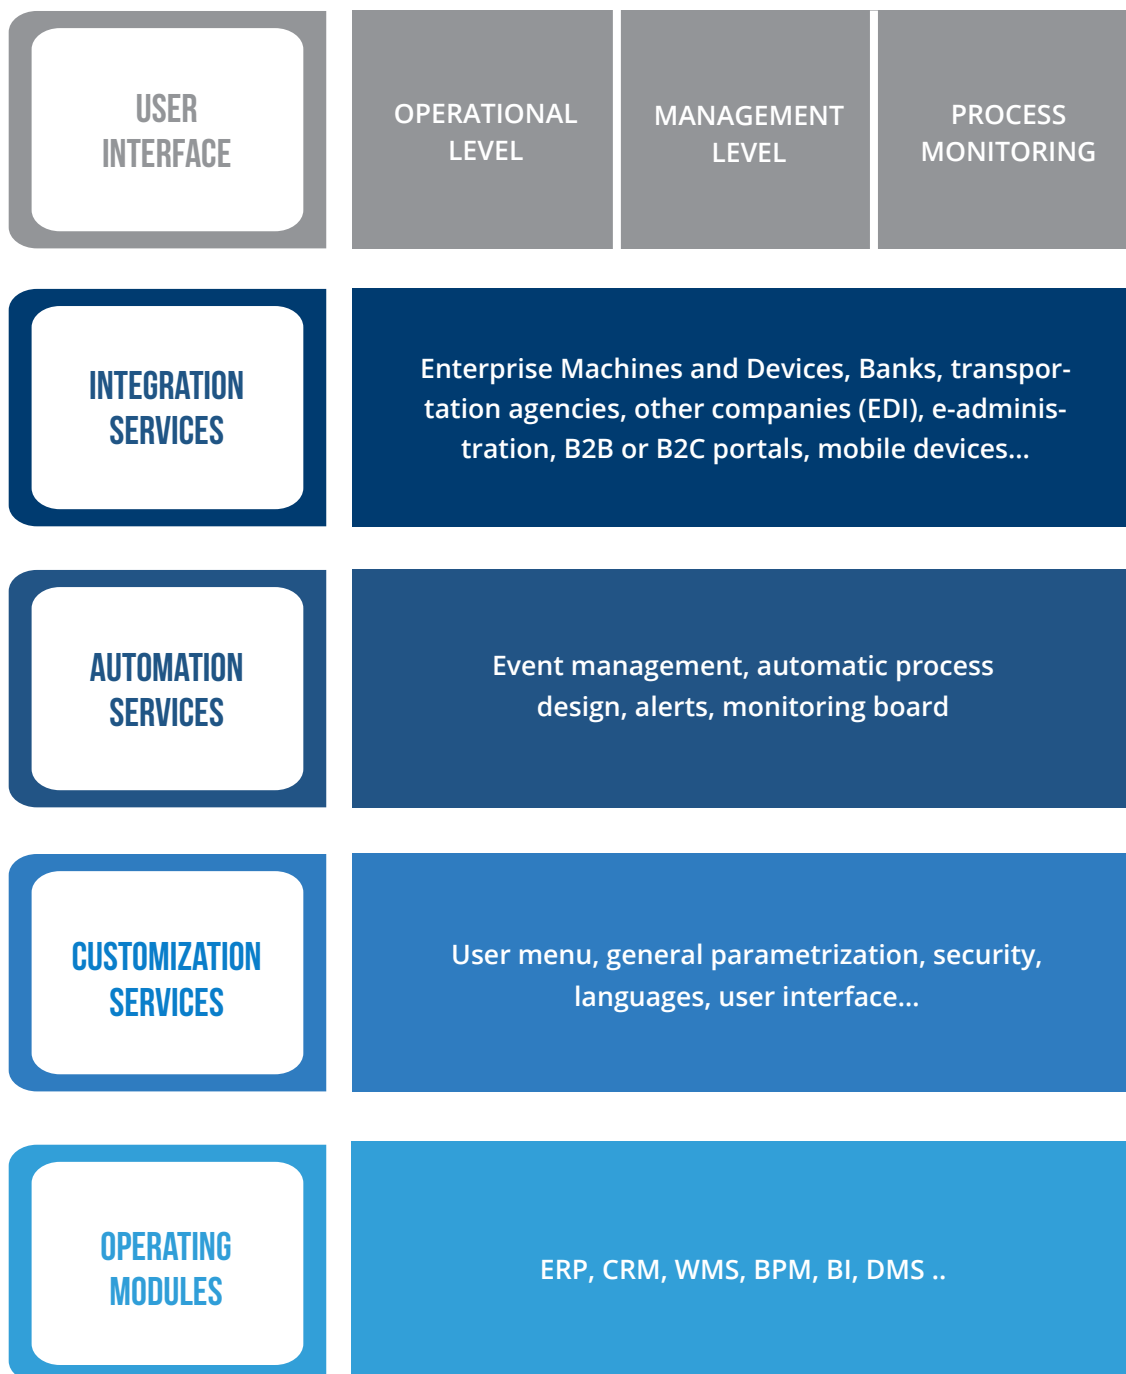 USER
INTERFACE
OPERATIONAL
LEVEL
MANAGEMENT
LEVEL
PROCESS
MONITORING
INTEGRATION
SERVICES
Enterprise Machines and Devices, Banks, transpor-
tation agencies, other companies (EDI), e-adminis-
tration, B2B or B2C portals, mobile devices...
AUTOMATION
SERVICES
Event management, automatic process
design, alerts, monitoring board
CUSTOMIZATION
SERVICES
User menu, general parametrization, security,
languages, user interface...
OPERATING
MODULES
ERP, CRM, WMS, BPM, BI, DMS ..